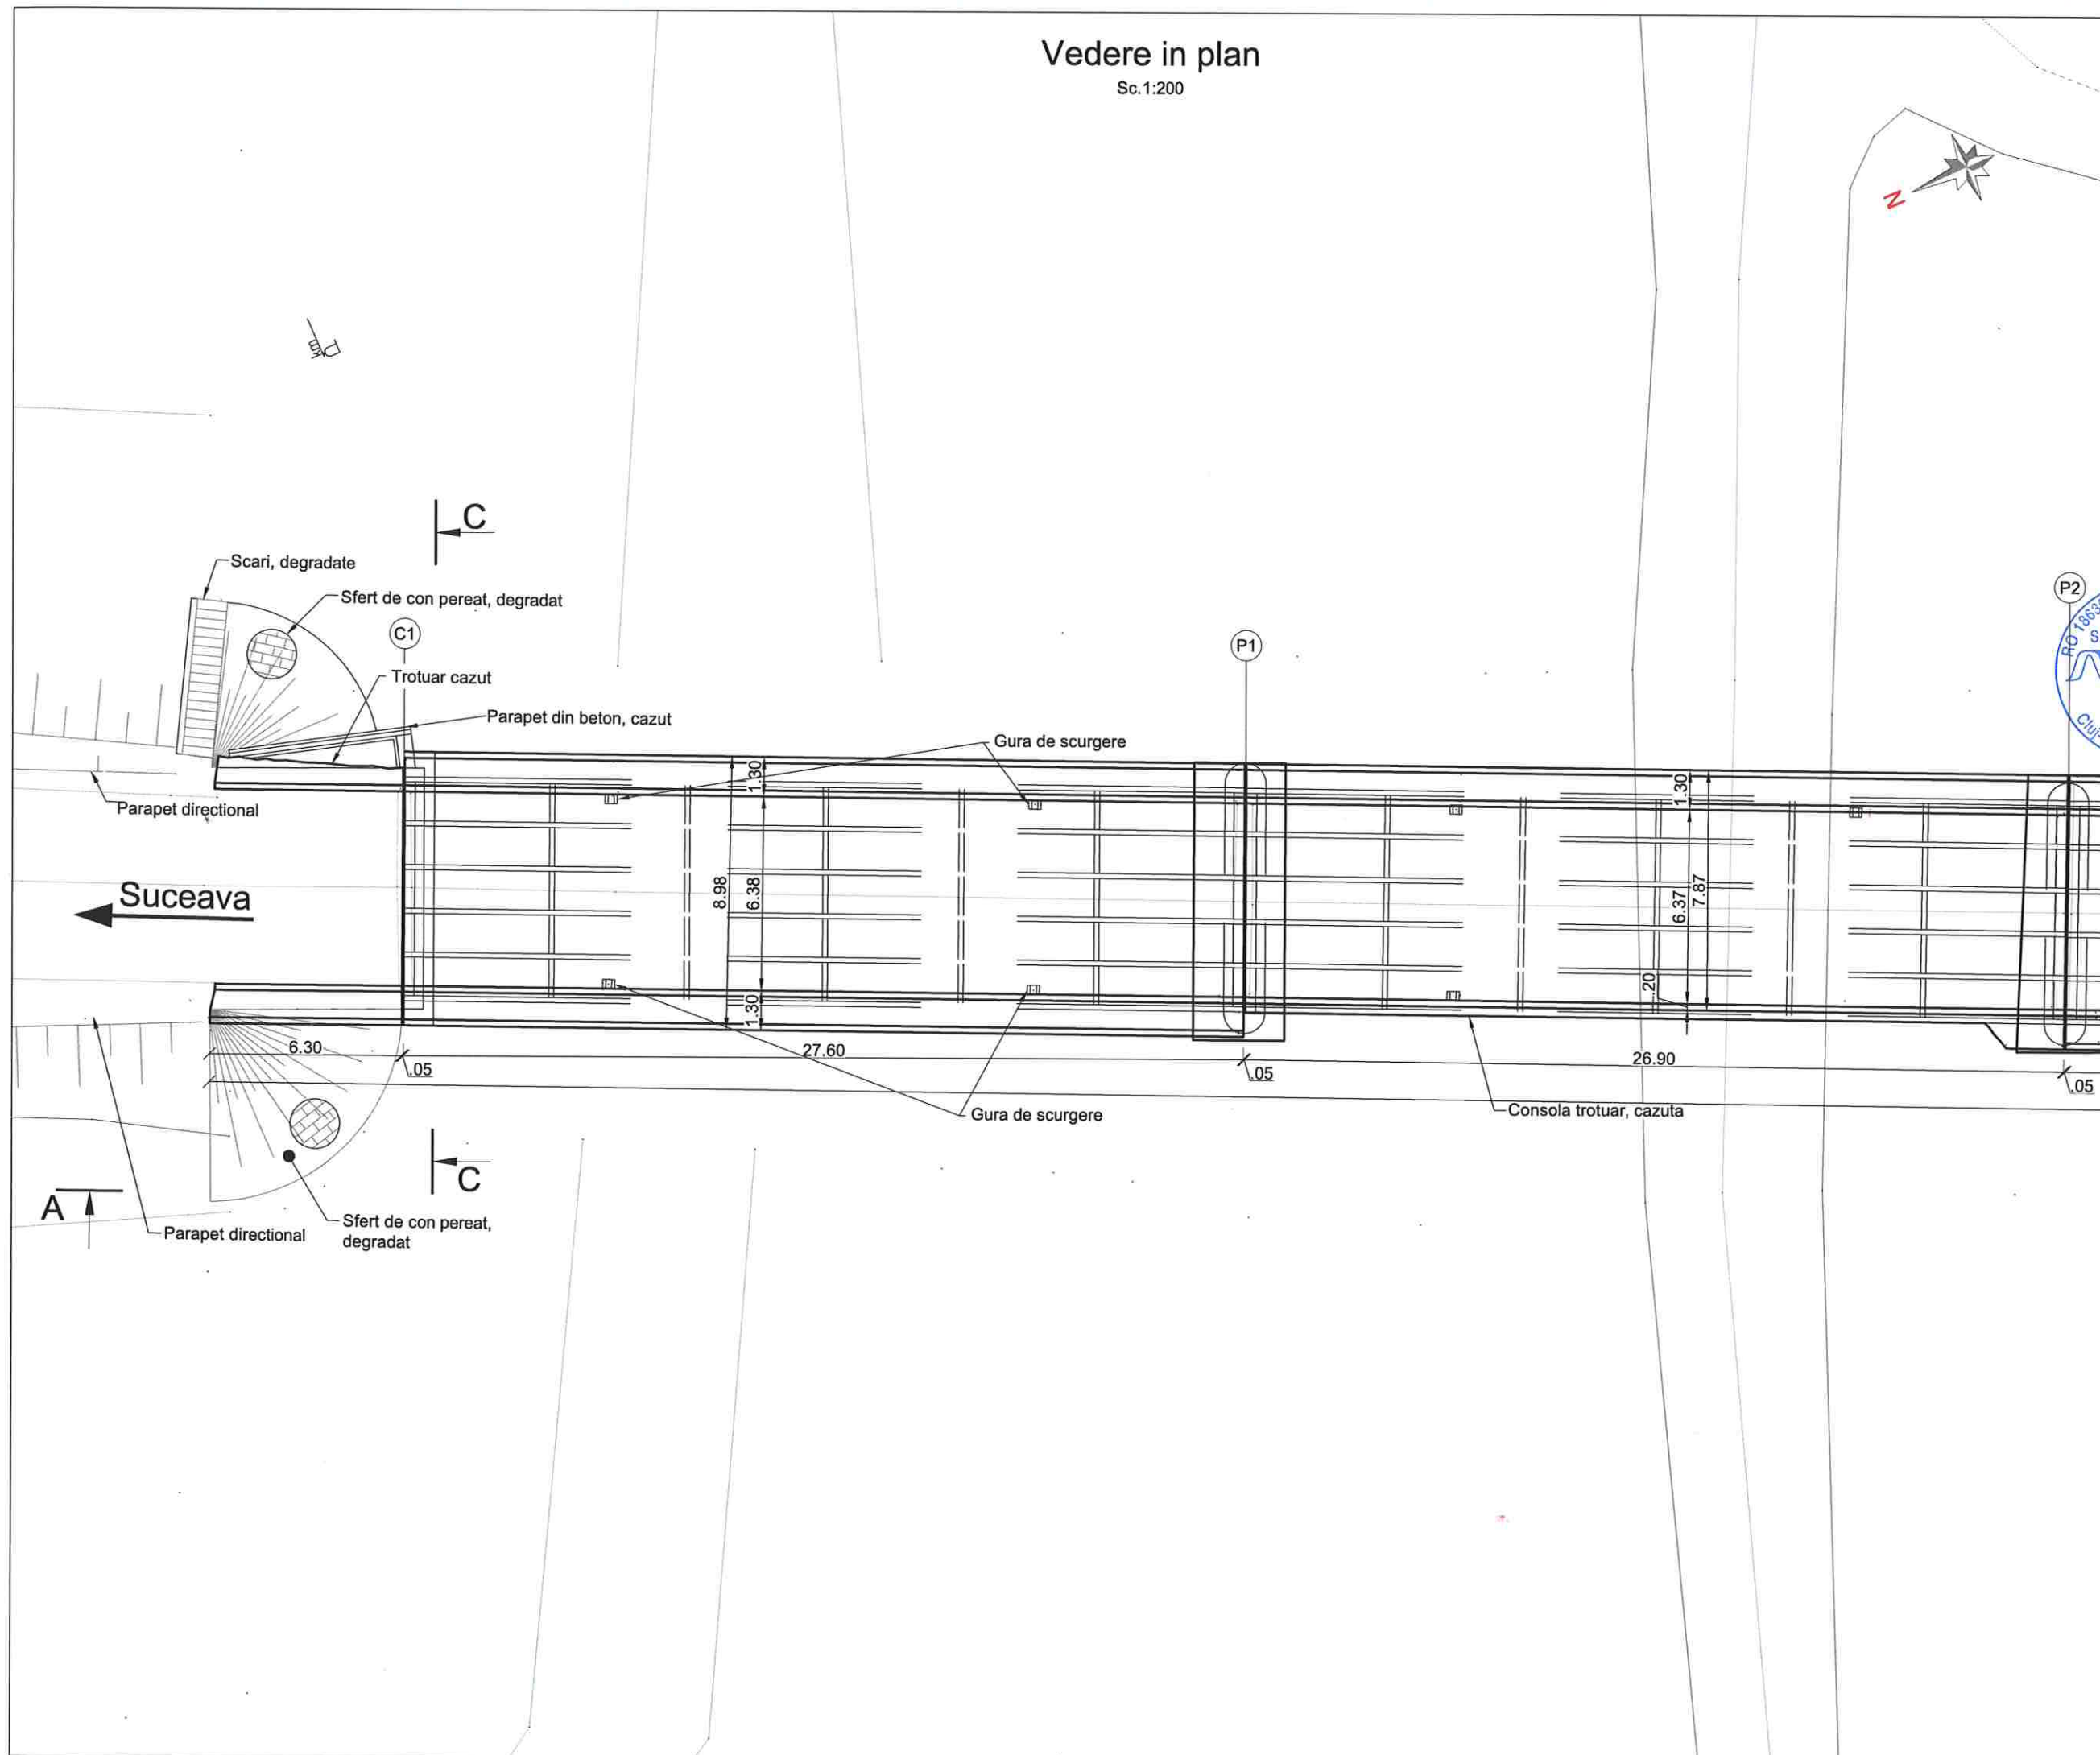 Vedere in plan
Sc.1:200
N
C
Scari, degradate
Sfert de con pereat, degradat
C1
P1
P2
Trotuar cazut
Parapet din beton, cazut
Gura de scurgere
Parapet directional
Suceava
1.30
8.98
6.38
1.30
1.30
6.37
7.87
.20
6.30
.05
27.60
.05
26.90
.05
Gura de scurgere
Consola trotuar, cazuta
C
A
Parapet directional
Sfert de con pereat,
degradat